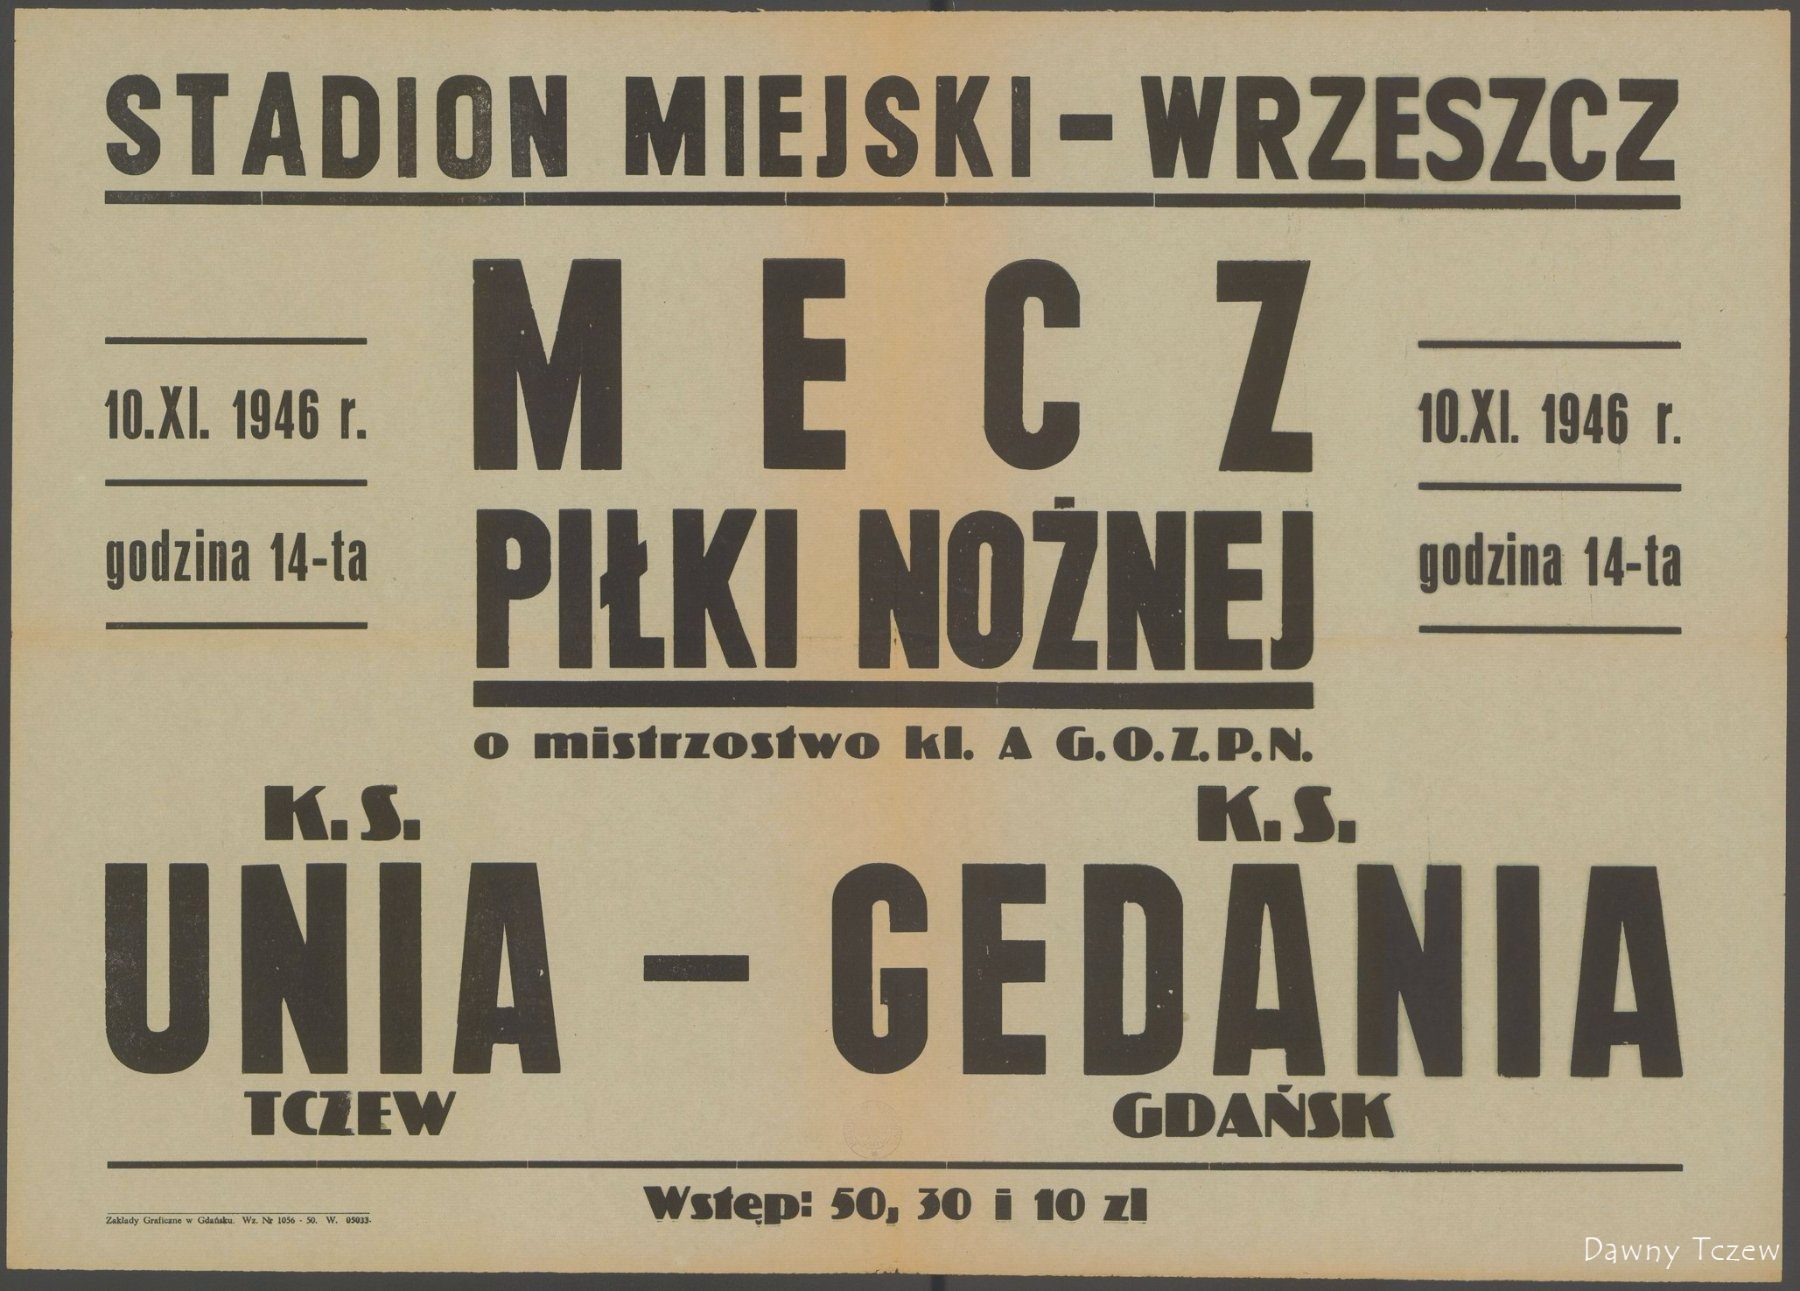 STADION MIEJSKI - WRZESZCZ
MECZ
10.XI. 1946 r.
10.XI. 1946 r.
PIŁKI NOŻNEJ
godzina 14-ta
godzina 14-ta
o mistrzostwo kl. A G.O.Z.P.N.
K. S.
K. S.
UNIA - GEDANIA
TCZEW
GDAŃSK
Wstęp: 50, 30 i 10 zl
Zakłady Graficzne w Gdańsku. Wz. Nr 1056 - 50. W. 05033-
Dawny Tczew